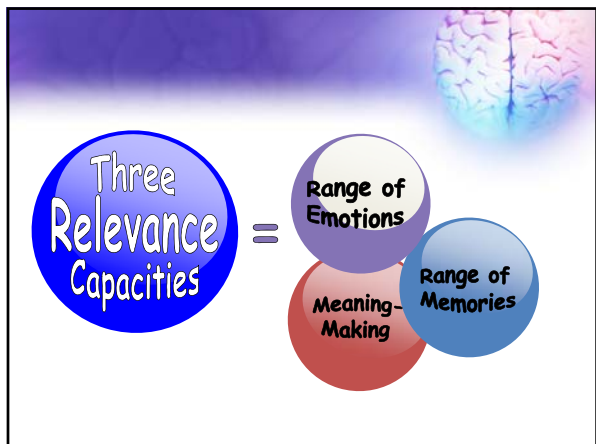 Three
Relevance
Capacities
=
Range of
Emotions
Meaning-
Making
Range of
Memories